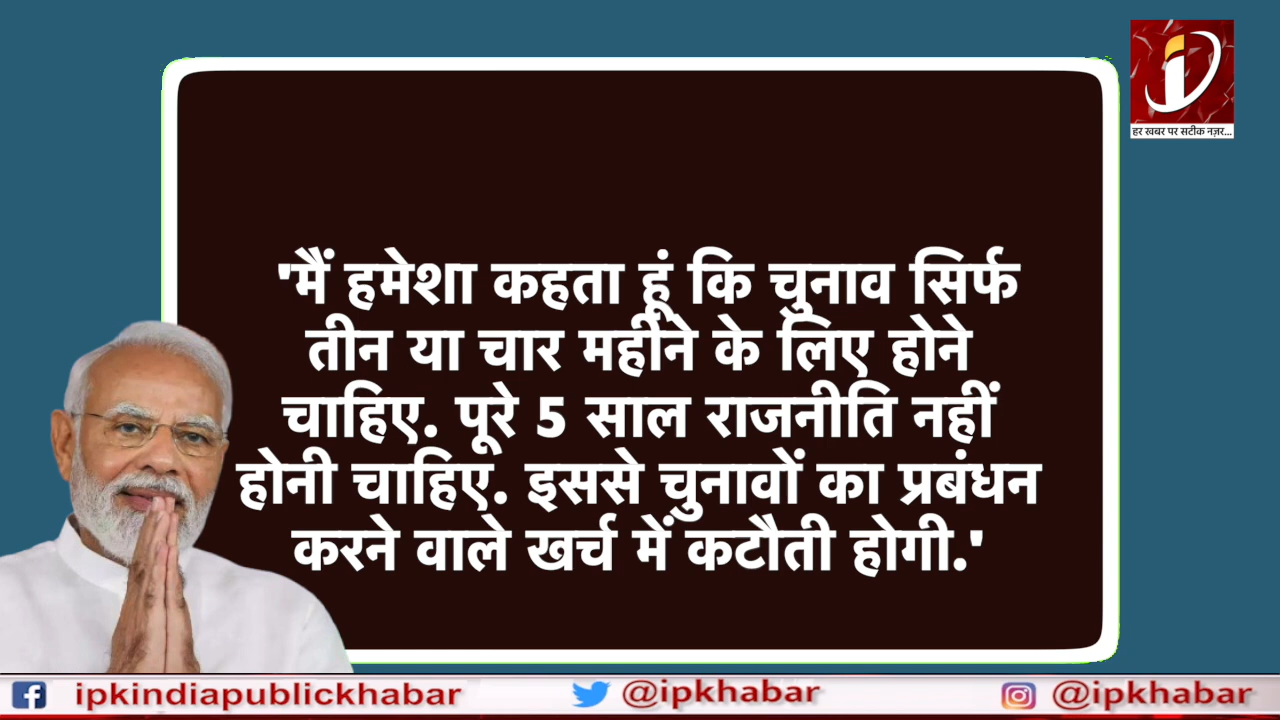 हर खबर पर सटीक नज़र...
'मैं हमेशा कहता हूं कि चुनाव सिर्फ
तीन या चार महीने के लिए होने
चाहिए. पूरे 5 साल राजनीति नहीं
होनी चाहिए. इससे चुनावों का प्रबंधन
करने वाले खर्च में कटौती होगी.'
ipkindiapublickhabar @ipkhabar @ipkhabar